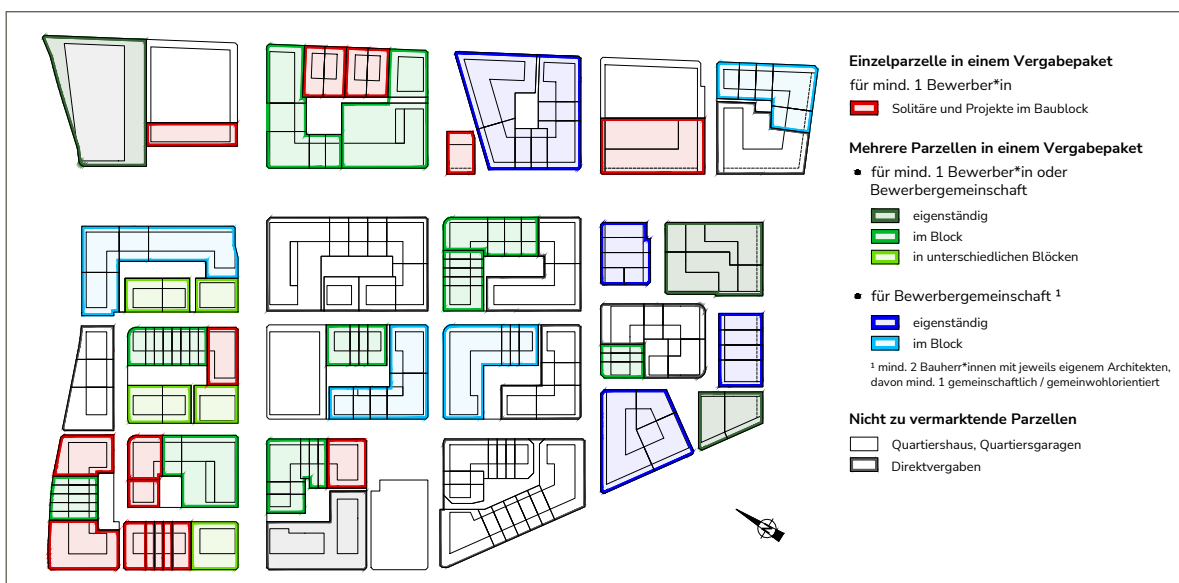 Einzelparzelle in einem Vergabepaket
für mind. 1 Bewerber*in
Solitäre und Projekte im Baublock
Mehrere Parzellen in einem Vergabepaket
für mind. 1 Bewerber*in oder
Bewerbergemeinschaft
eigenständig
im Block
in unterschiedlichen Blöcken
für Bewerbergemeinschaft ¹
eigenständig
im Block
¹ mind. 2 Bauherr*innen mit jeweils eigenem Architekten,
davon mind. 1 gemeinschaftlich / gemeinwohlorientiert
Nicht zu vermarktende Parzellen
Quartiershaus, Quartiersgaragen
Direktvergaben
N